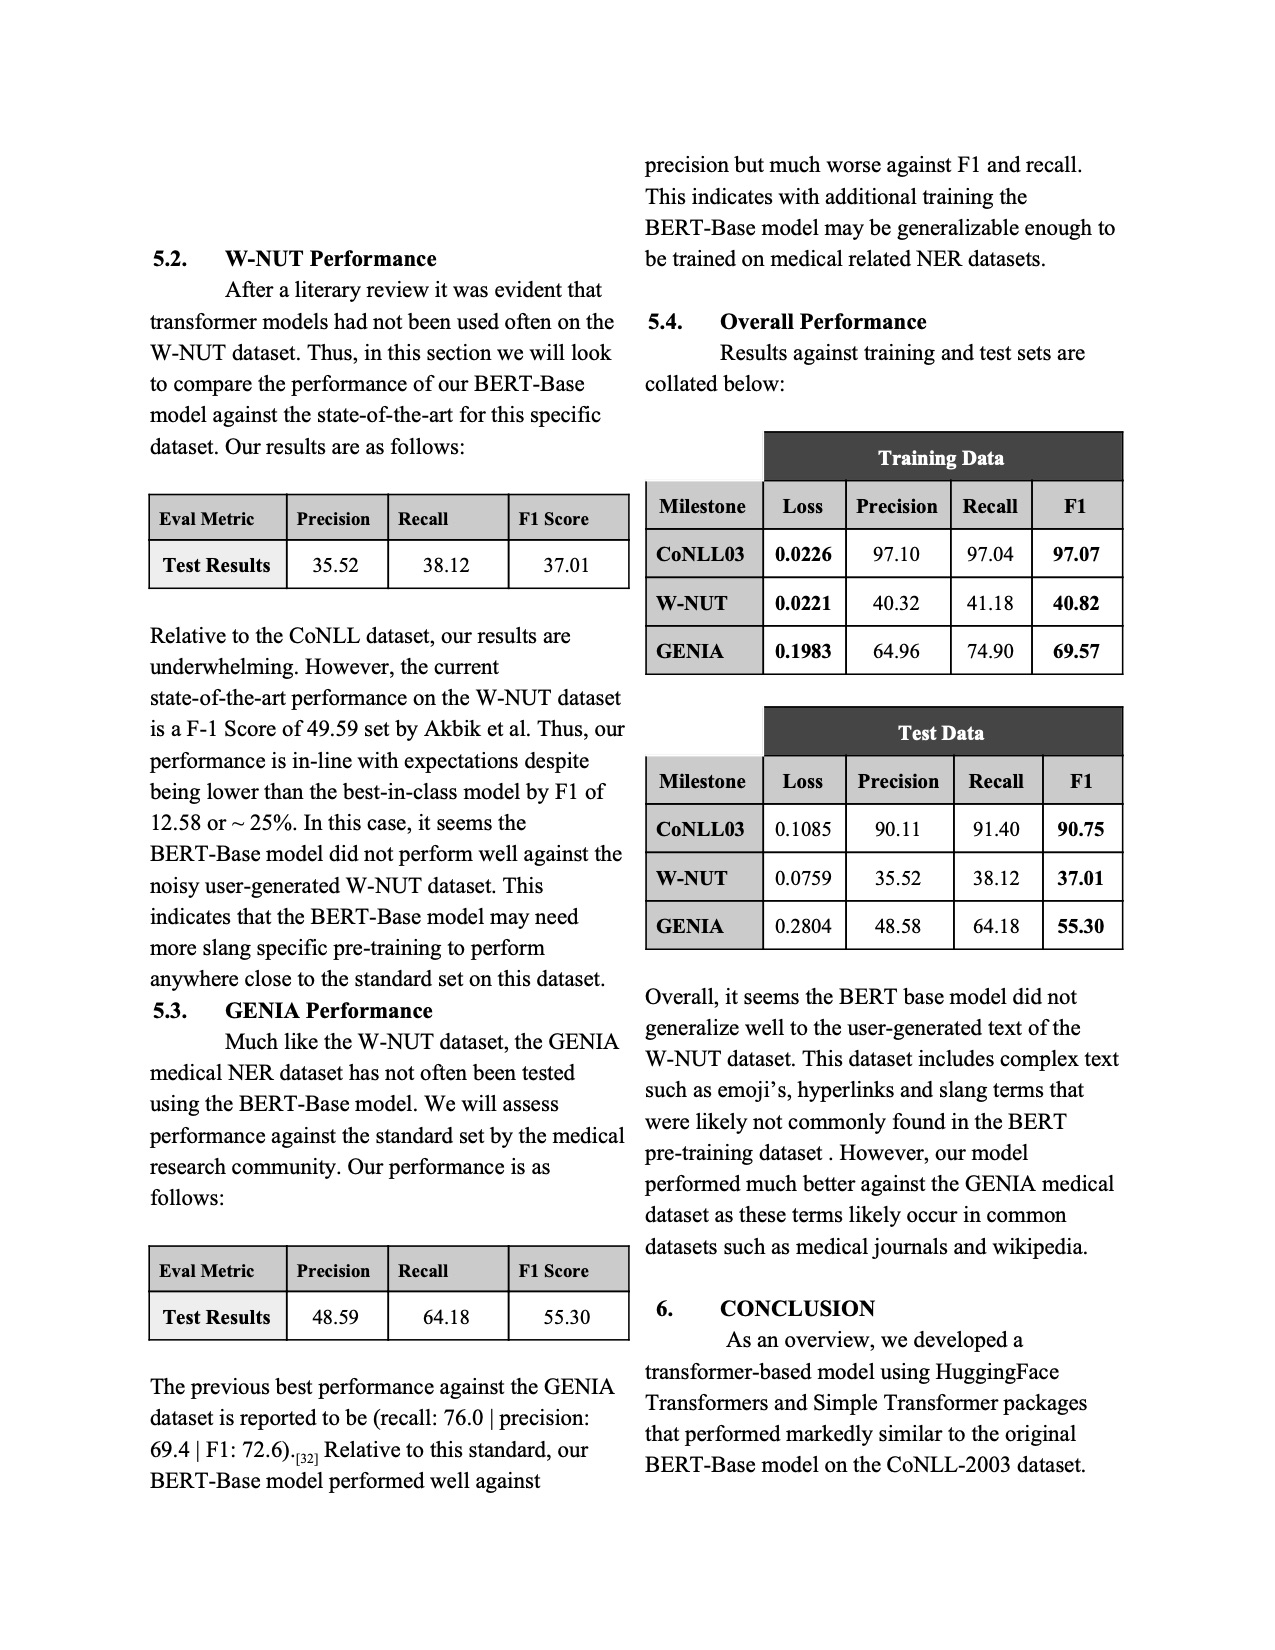 5.2. W-NUT Performance
After a literary review it was evident that
transformer models had not been used often on the
W-NUT dataset. Thus, in this section we will look
to compare the performance of our BERT-Base
model against the state-of-the-art for this specific
dataset. Our results are as follows:
Eval Metric Precision Recall F1 Score
Test Results 35.52 38.12 37.01
Relative to the CoNLL dataset, our results are
underwhelming. However, the current
state-of-the-art performance on the W-NUT dataset
is a F-1 Score of 49.59 set by Akbik et al. Thus, our
performance is in-line with expectations despite
being lower than the best-in-class model by F1 of
12.58 or ~ 25%. In this case, it seems the
BERT-Base model did not perform well against the
noisy user-generated W-NUT dataset. This
indicates that the BERT-Base model may need
more slang specific pre-training to perform
anywhere close to the standard set on this dataset.
5.3. GENIA Performance
Much like the W-NUT dataset, the GENIA
medical NER dataset has not often been tested
using the BERT-Base model. We will assess
performance against the standard set by the medical
research community. Our performance is as
follows:
Eval Metric Precision Recall F1 Score
Test Results 48.59 64.18 55.30
The previous best performance against the GENIA
dataset is reported to be (recall: 76.0 | precision:
69.4 | F1: 72.6).[32] Relative to this standard, our
BERT-Base model performed well against
precision but much worse against F1 and recall.
This indicates with additional training the
BERT-Base model may be generalizable enough to
be trained on medical related NER datasets.
5.4. Overall Performance
Results against training and test sets are
collated below:
Training Data
Milestone Loss Precision Recall F1
CoNLL03 0.0226 97.10 97.04 97.07
W-NUT 0.0221 40.32 41.18 40.82
GENIA 0.1983 64.96 74.90 69.57
Test Data
Milestone Loss Precision Recall F1
CoNLL03 0.1085 90.11 91.40 90.75
W-NUT 0.0759 35.52 38.12 37.01
GENIA 0.2804 48.58 64.18 55.30
Overall, it seems the BERT base model did not
generalize well to the user-generated text of the
W-NUT dataset. This dataset includes complex text
such as emoji’s, hyperlinks and slang terms that
were likely not commonly found in the BERT
pre-training dataset . However, our model
performed much better against the GENIA medical
dataset as these terms likely occur in common
datasets such as medical journals and wikipedia.
6. CONCLUSION
As an overview, we developed a
transformer-based model using HuggingFace
Transformers and Simple Transformer packages
that performed markedly similar to the original
BERT-Base model on the CoNLL-2003 dataset.